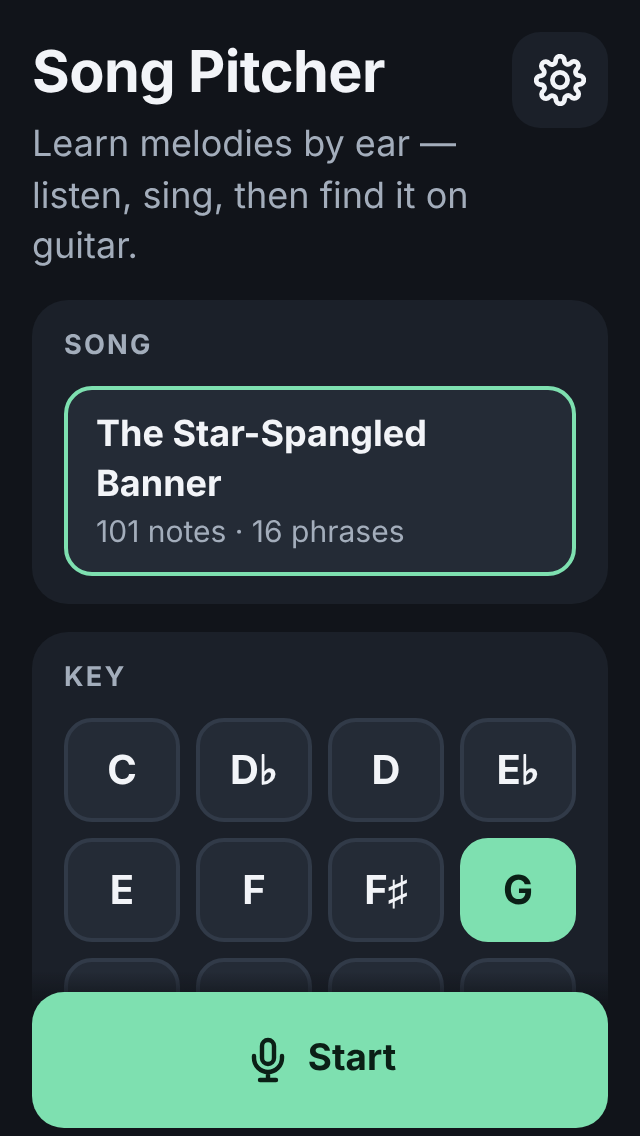 Song Pitcher
Learn melodies by ear —
listen, sing, then find it on
guitar.
SONG
The Star-Spangled
Banner
101 notes · 16 phrases
KEY
C D♭ D E♭
E F F♯ G
Start